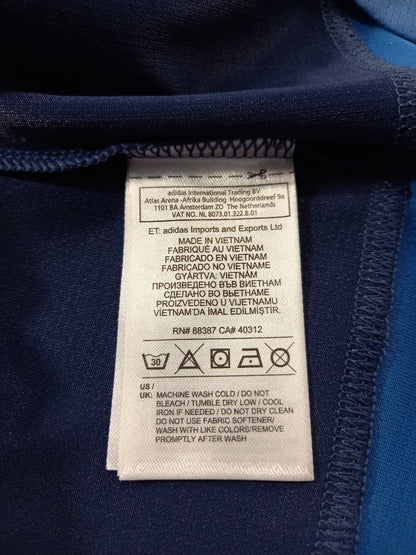 adidas International Trading BV
Atlas Arena -Afrika Building Hoogoorddreef 9a
1101 BA Amsterdam ZO The Netherlands
VAT NO. NL 8073.01.322.B.01
ET: adidas Imports and Exports Ltd
MADE IN VIETNAM
FABRIQUÉ AU VIETNAM
FABRICADO EN VIETNAM
FABRICADO NO VIETNAME
GYÁRTVA: VIETNAM
ПРОИЗВЕДЕНО ВЪВ ВИЕТНАМ
СДЕЛАНО ВО ВЬЕТНАМЕ
PROIZVEDENO U VIJETNAMU
VİETNAM'DA İMAL EDİLMİŞTİR.
RN# 88387 CA# 40312
30
US /
UK: MACHINE WASH COLD / DO NOT
BLEACH / TUMBLE DRY LOW / COOL
IRON IF NEEDED / DO NOT DRY CLEAN
DO NOT USE FABRIC SOFTENER/
WASH WITH LIKE COLORS/REMOVE
PROMPTLY AFTER WASH